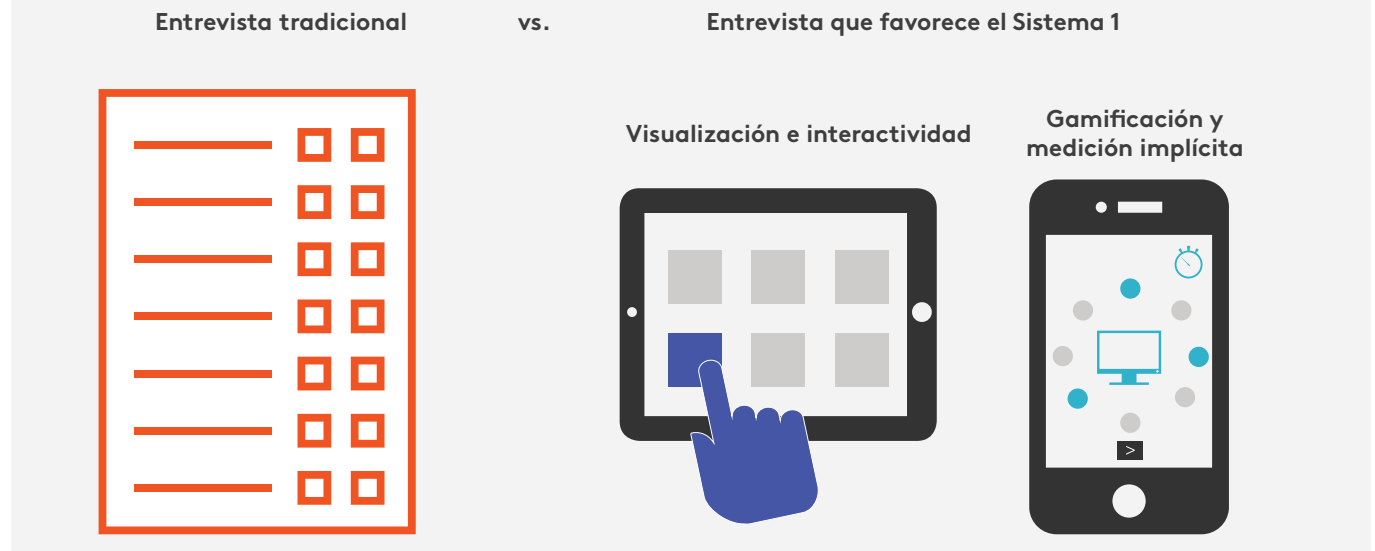 Entrevista tradicional vs. Entrevista que favorece el Sistema 1
Visualización e interactividad
Gamificación y
medición implícita
>